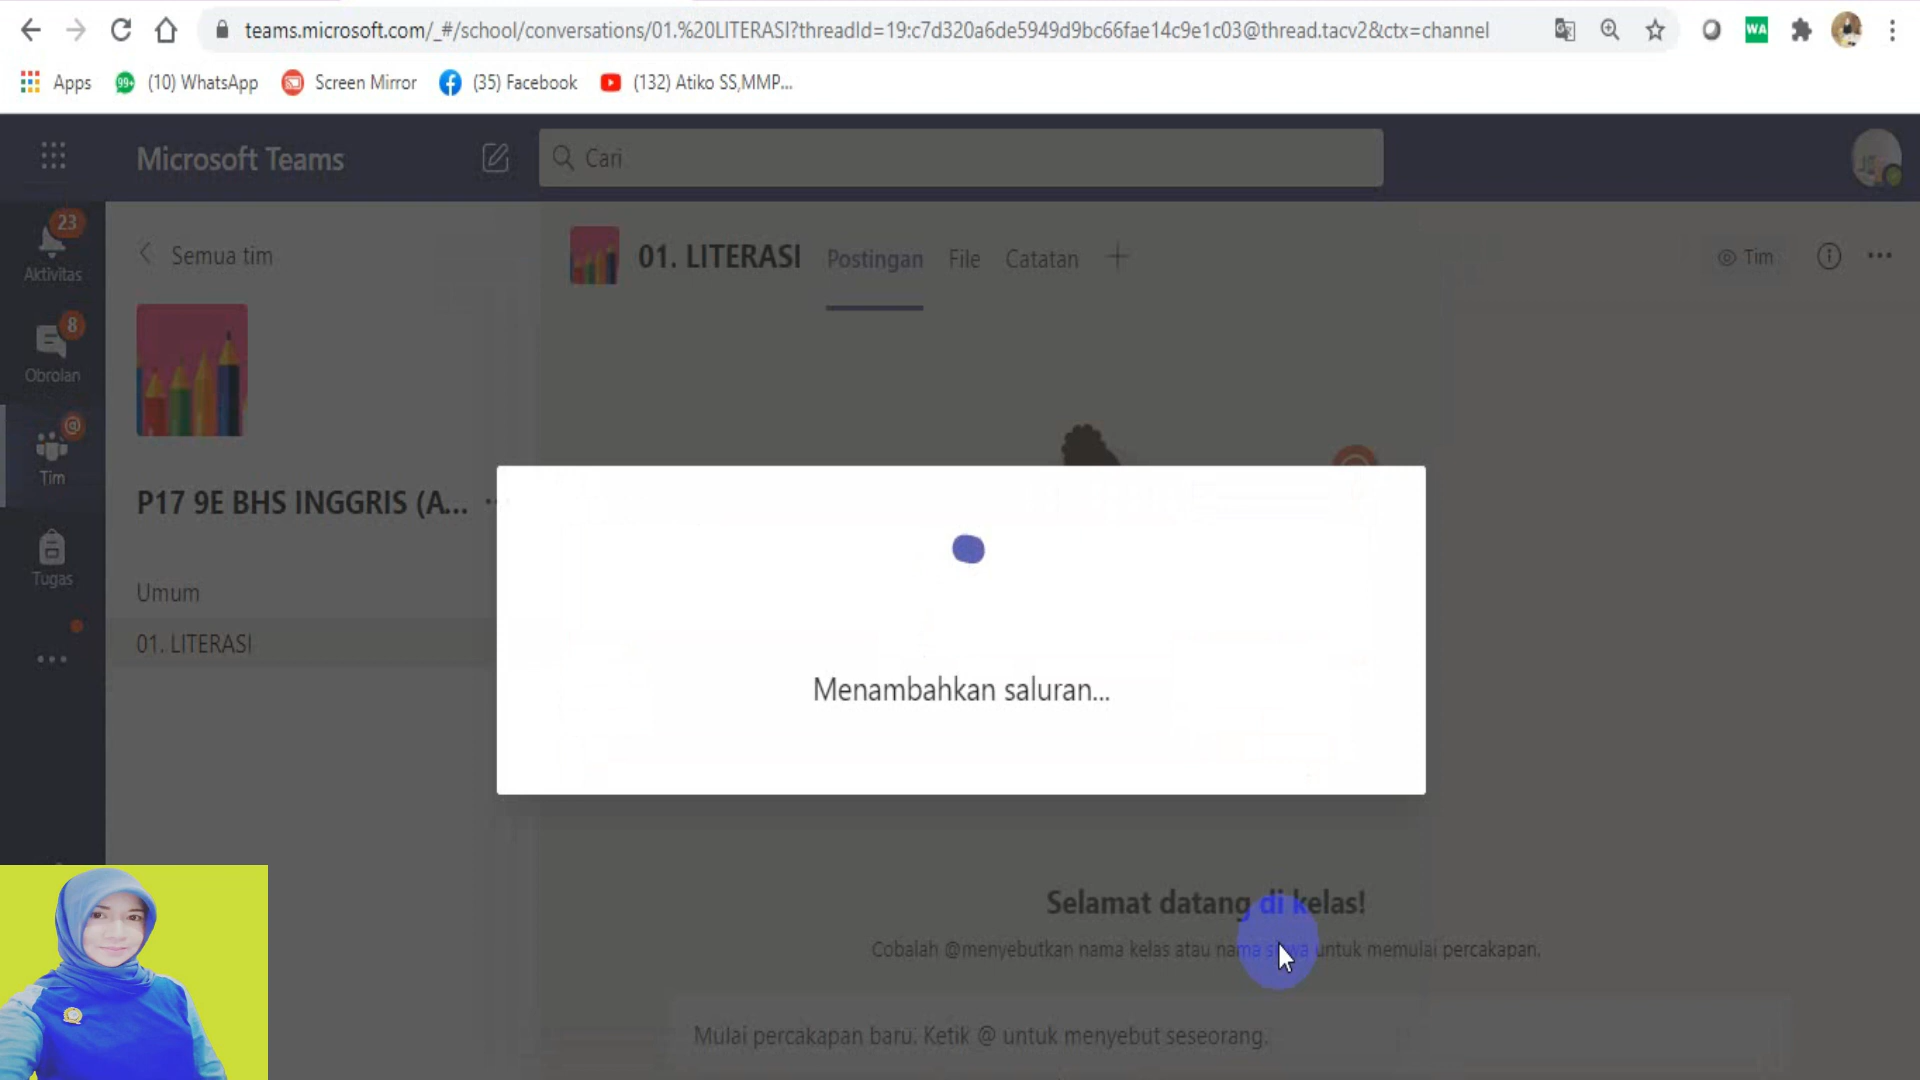 teams.microsoft.com/_#/school/conversations/01.%20LITERASI?threadId=19:c7d320a6de5949d9bc66fae14c9e1c03@thread.tacv2&ctx=channel
WA
Apps
99+
(10) WhatsApp
Screen Mirror
(35) Facebook
(132) Atiko SS,MMP...
Microsoft Teams
Cari
23
Aktivitas
8
Obrolan
@
Tim
Tugas
Semua tim
P17 9E BHS INGGRIS (A...
Umum
01. LITERASI
01. LITERASI
Postingan
File
Catatan
Tim
Menambahkan saluran...
Selamat datang di kelas!
Cobalah @menyebutkan nama kelas atau nama siswa untuk memulai percakapan.
Mulai percakapan baru. Ketik @ untuk menyebut seseorang.